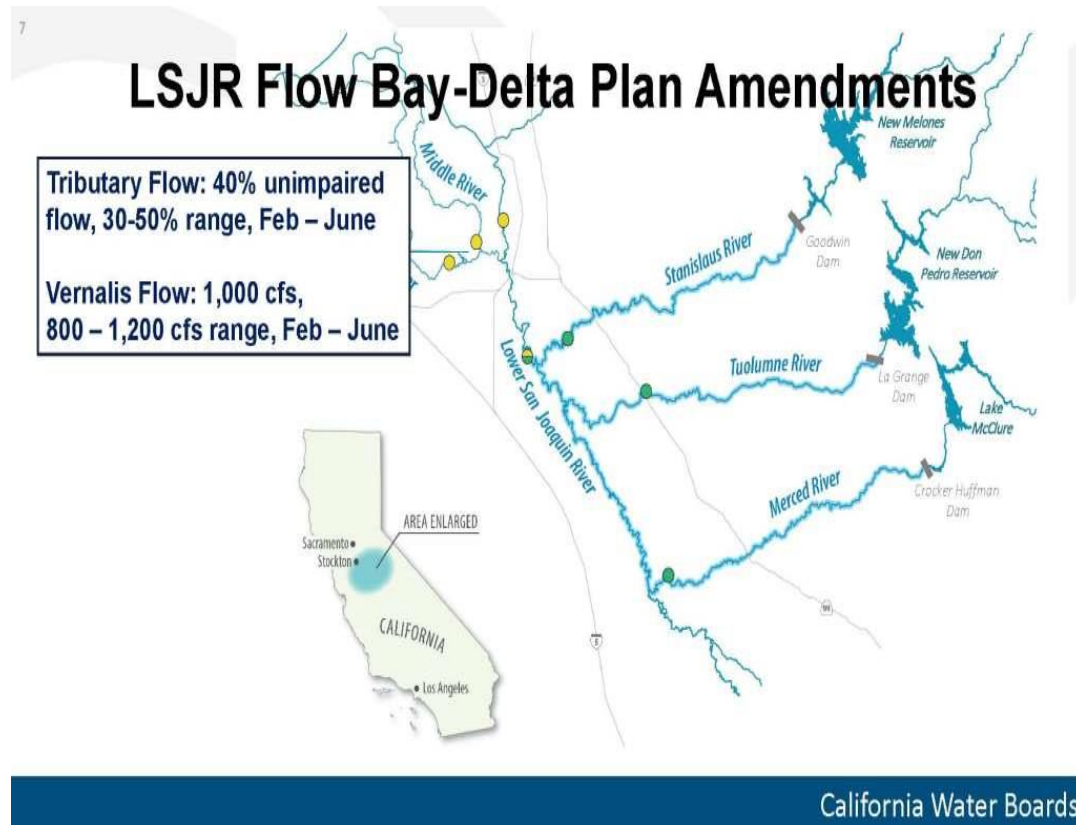 7
LSJR Flow Bay-Delta Plan Amendments
Tributary Flow: 40% unimpaired
flow, 30-50% range, Feb – June
Vernalis Flow: 1,000 cfs,
800 – 1,200 cfs range, Feb – June
Middle River
New Melones
Reservoir
Goodwin
Dam
Stanislaus River
New Don
Pedro Reservoir
Tuolumne River
La Grange
Dam
Lower San Joaquin River
Lake
McClure
Merced River
Crocker Huffman
Dam
99
5
AREA ENLARGED
Sacramento
Stockton
CALIFORNIA
Los Angeles
California Water Boards